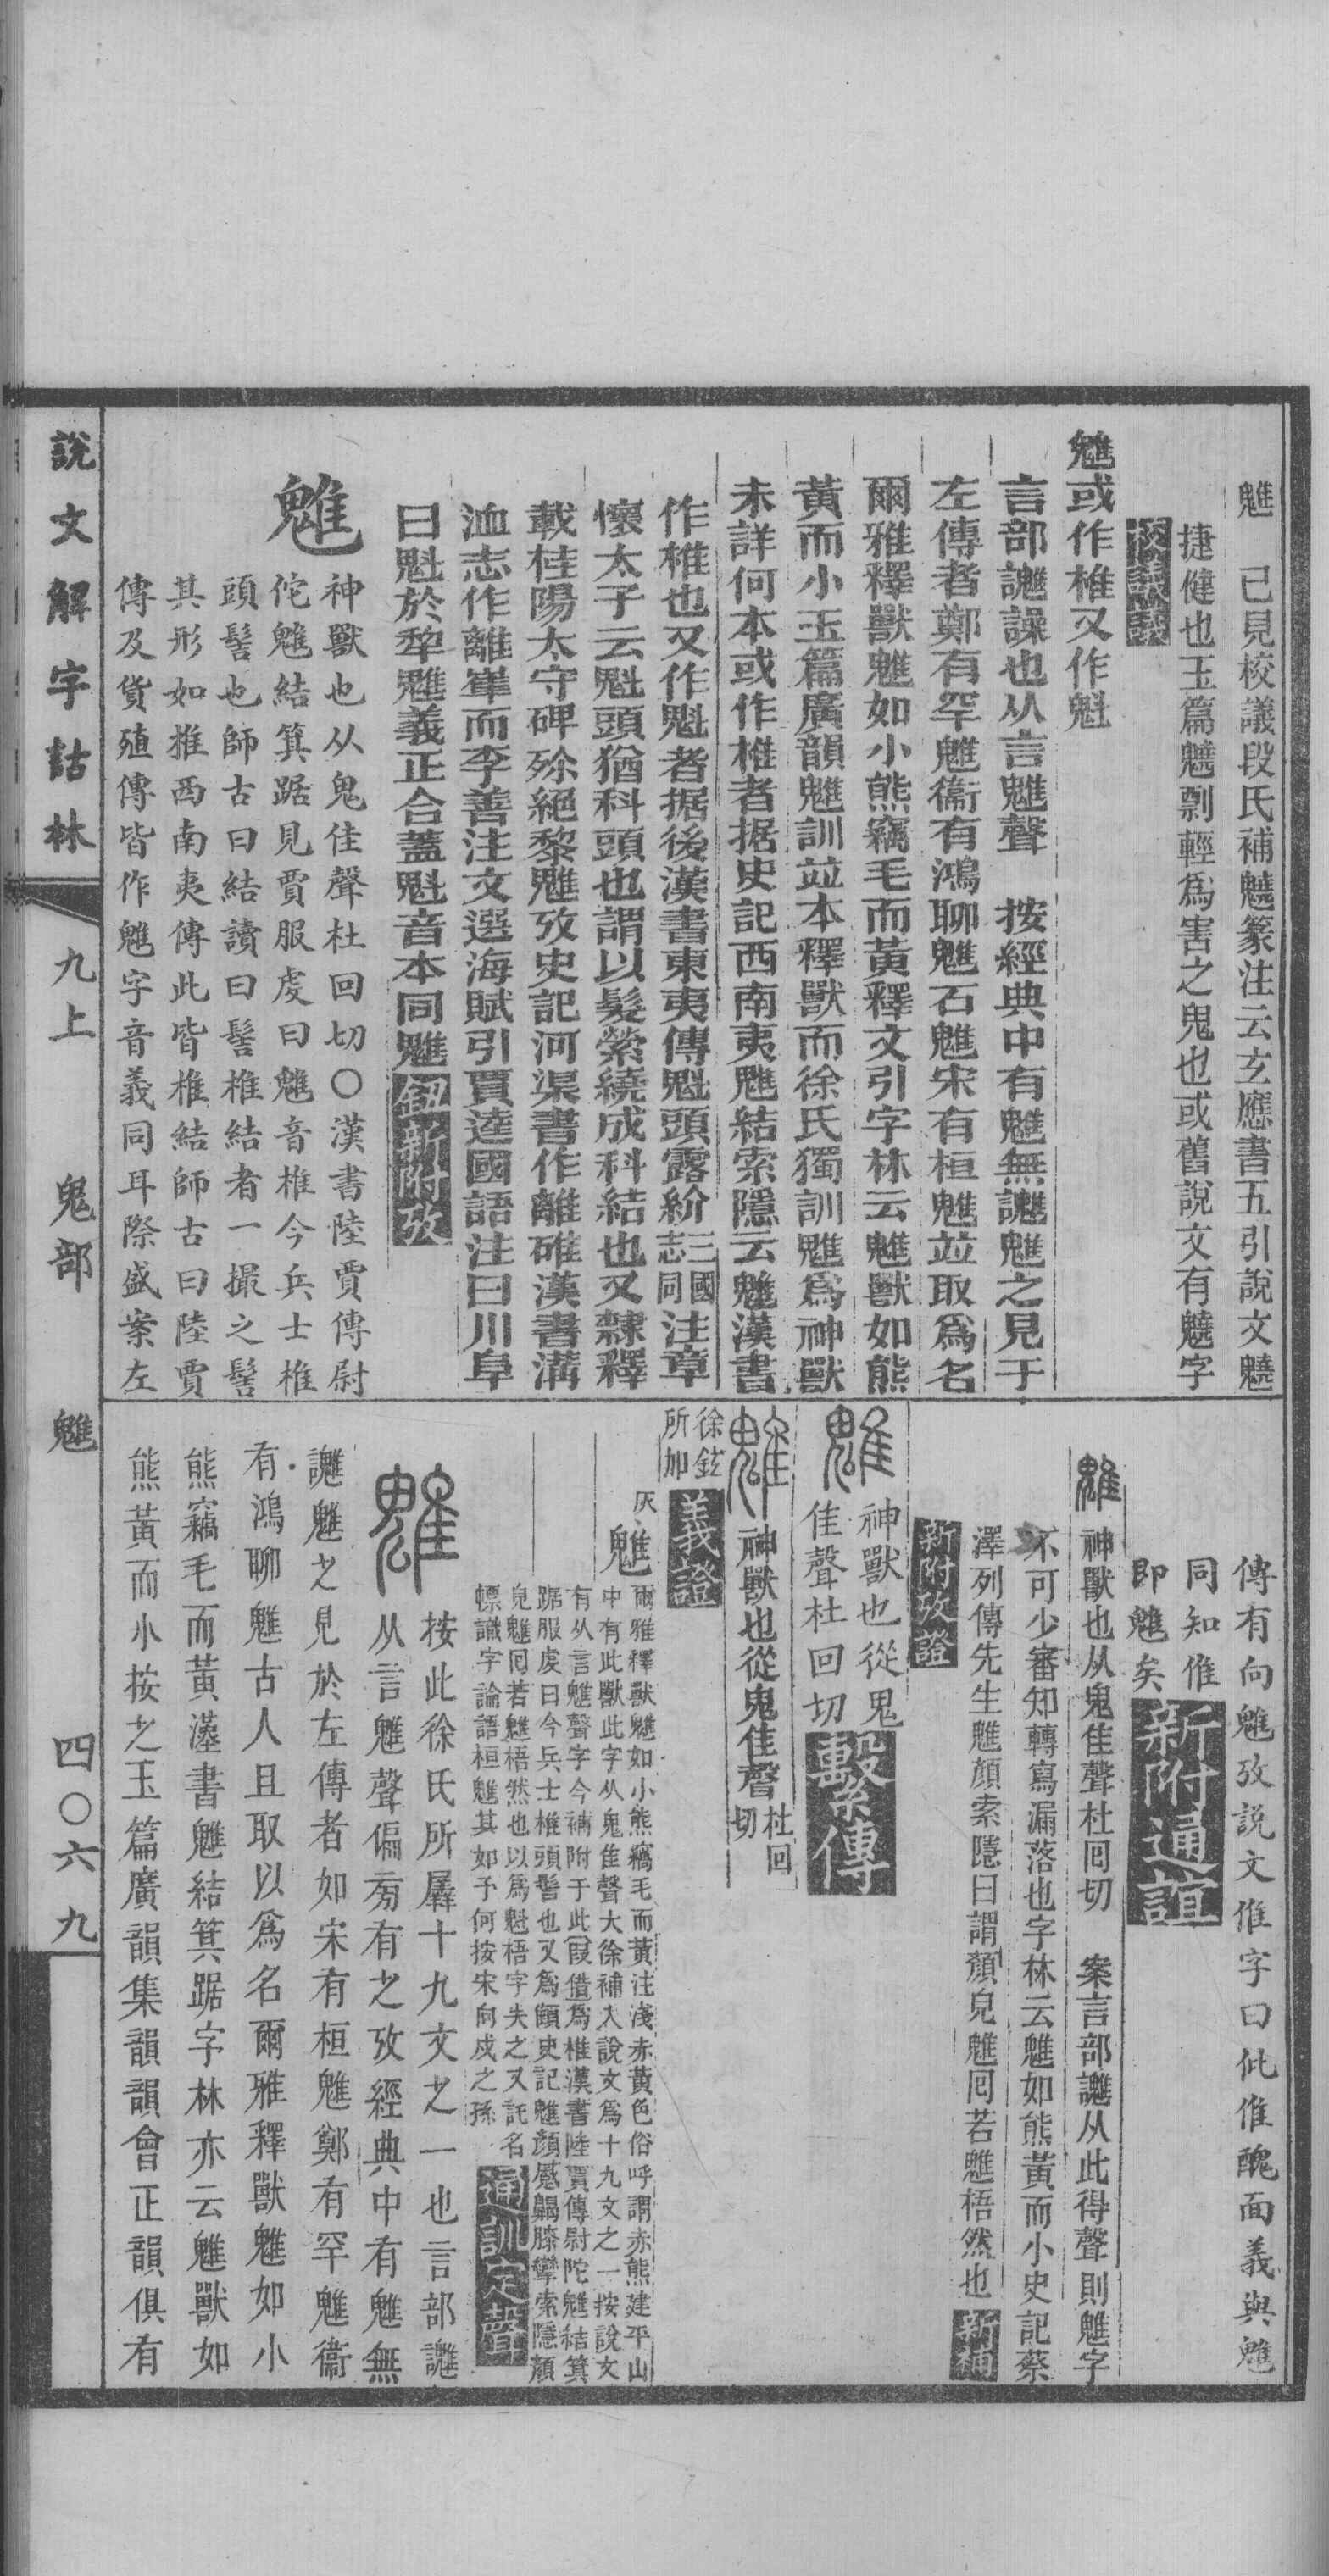 魋　已見校議段氏補魕篆注云玄應書五引說文魕
捷健也玉篇魕剽輕爲害之鬼也或舊說文有魕字
魋或作椎又作魁
言部讙譟也从言魋聲　按經典中有魋無讙魋之見于
左傳者鄭有罕魋衞有鴻聊魋石魋宋有桓魋竝取爲名
爾雅釋獸魋如小熊竊毛而黃釋文引字林云魋獸如熊
黃而小玉篇廣韻魋訓竝本釋獸而徐氏獨訓魋爲神獸
未詳何本或作椎者据史記西南夷魋結索隱云魋漢書
作椎也又作魁者据後漢書東夷傳魁頭露紒三國志同注章
懷太子云魁頭猶科頭也謂以髮縈繞成科結也又隸釋
載桂陽太守碑殄絕黎魋攷史記河渠書作離碓漢書溝
洫志作離崋而李善注文選海賦引賈逵國語注曰川阜
曰魁於犂魋義正合蓋魁音本同魋鈕新附攷
魋
神獸也从鬼隹聲杜回切○漢書陸賈傳尉
佗魋結箕踞見賈服虔曰魋音椎今兵士椎
頭髻也師古曰結讀曰髻椎結者一撮之髻
其形如椎西南夷傳此皆椎結師古曰陸賈
傳及貨殖傳皆作魋字音義同耳際盛案左
傳有向魋攷說文倠字曰仳倠醜面義與魋
同知倠
即魋矣新附通誼
魋神獸也从鬼隹聲杜回切　案言部讙从此得聲則魋字
不可少審知轉寫漏落也字林云魋如熊黃而小史記蔡
澤列傳先生魋顏索隱曰謂顏皃魋回若魋梧然也新補
新附攷證
魋神獸也從鬼
隹聲杜回切繫傳
魋神獸也從鬼隹聲杜回切
徐鉉所加義證
魋
爾雅釋獸魋如小熊竊毛而黃注淺赤黃色俗呼謂赤熊建平山
中有此獸此字从鬼隹聲大徐補入說文爲十九文之一按說文
有从言魋聲字今補附于此叚借爲椎漢書陸賈傳尉陀魋結箕
踞服虔曰今兵士椎頭髻也又爲顀史記魋顏蹙齃膝攣索隱顏
皃魋回若魋梧然也以爲魁梧字失之又託名
幖識字論語桓魋其如予何按宋向戌之孫通訓定聲
魋
按此徐氏所羼十九文之一也言部讙
从言魋聲偏旁有之攷經典中有魋無
讙魋之見於左傳者如宋有桓魋鄭有罕魋衞
有鴻聊魋古人且取以爲名爾雅釋獸魋如小
熊竊毛而黃漢書魋結箕踞字林亦云魋獸如
熊黃而小按之玉篇廣韻集韻韻會正韻俱有
說文解字詁林　九上　鬼部　魋　四○六九